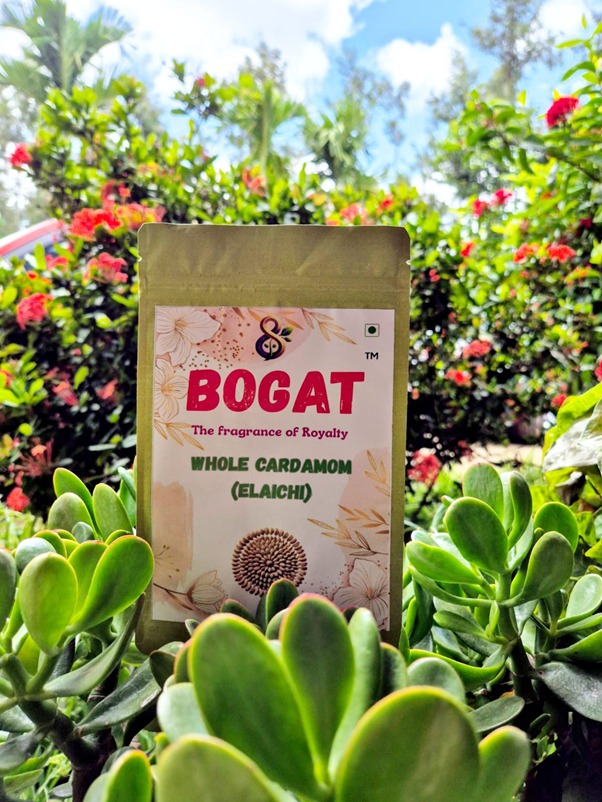 TM
BOGAT
The fragrance of Royalty
WHOLE CARDAMOM
(ELAICHI)